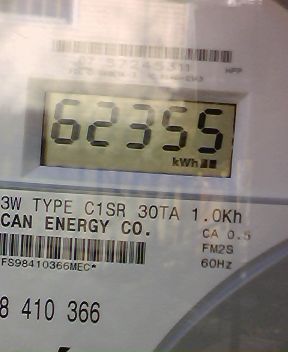 62355
kWh
3W TYPE C1SR 30TA 1.0Kh
CAN ENERGY CO.
CA 0.5
FM2S
60Hz
FS98410366MEC*
8 410 366